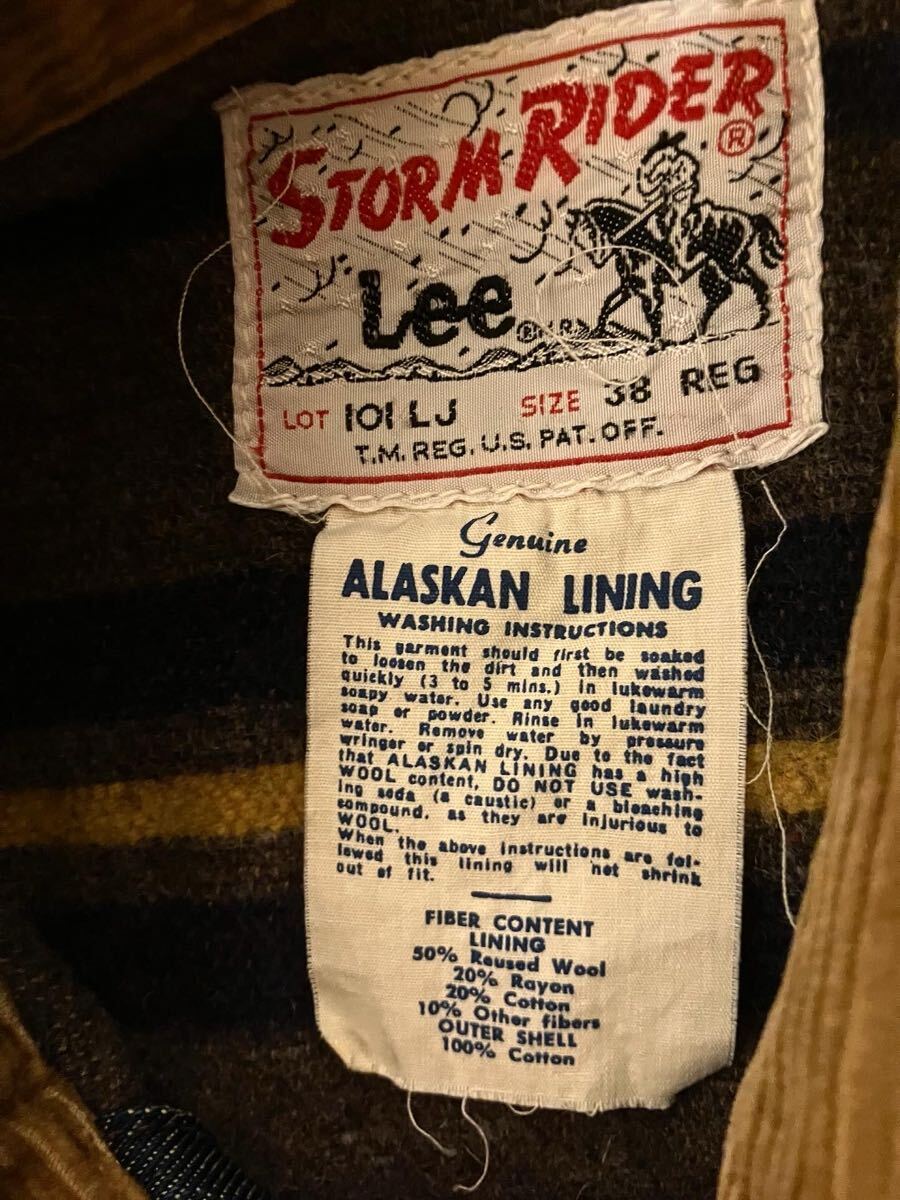 STORM RIDER ®
Lee ® M.R.
LOT 101 LJ SIZE 38 REG
T.M. REG. U.S. PAT. OFF.
Genuine
ALASKAN LINING
WASHING INSTRUCTIONS
This garment should first be soaked
to loosen the dirt and then washed
quickly (3 to 5 mins.) in lukewarm
soapy water. Use any good laundry
soap or powder. Rinse in lukewarm
water. Remove water by pressure
wringer or spin dry. Due to the fact
that ALASKAN LINING has a high
WOOL content, DO NOT USE wash-
ing soda (a caustic) or a bleaching
compound, as they are injurious to
WOOL.
When the above instructions are fol-
lowed this lining will not shrink
out of fit.
FIBER CONTENT
LINING
50% Reused Wool
20% Rayon
20% Cotton
10% Other fibers
OUTER SHELL
100% Cotton